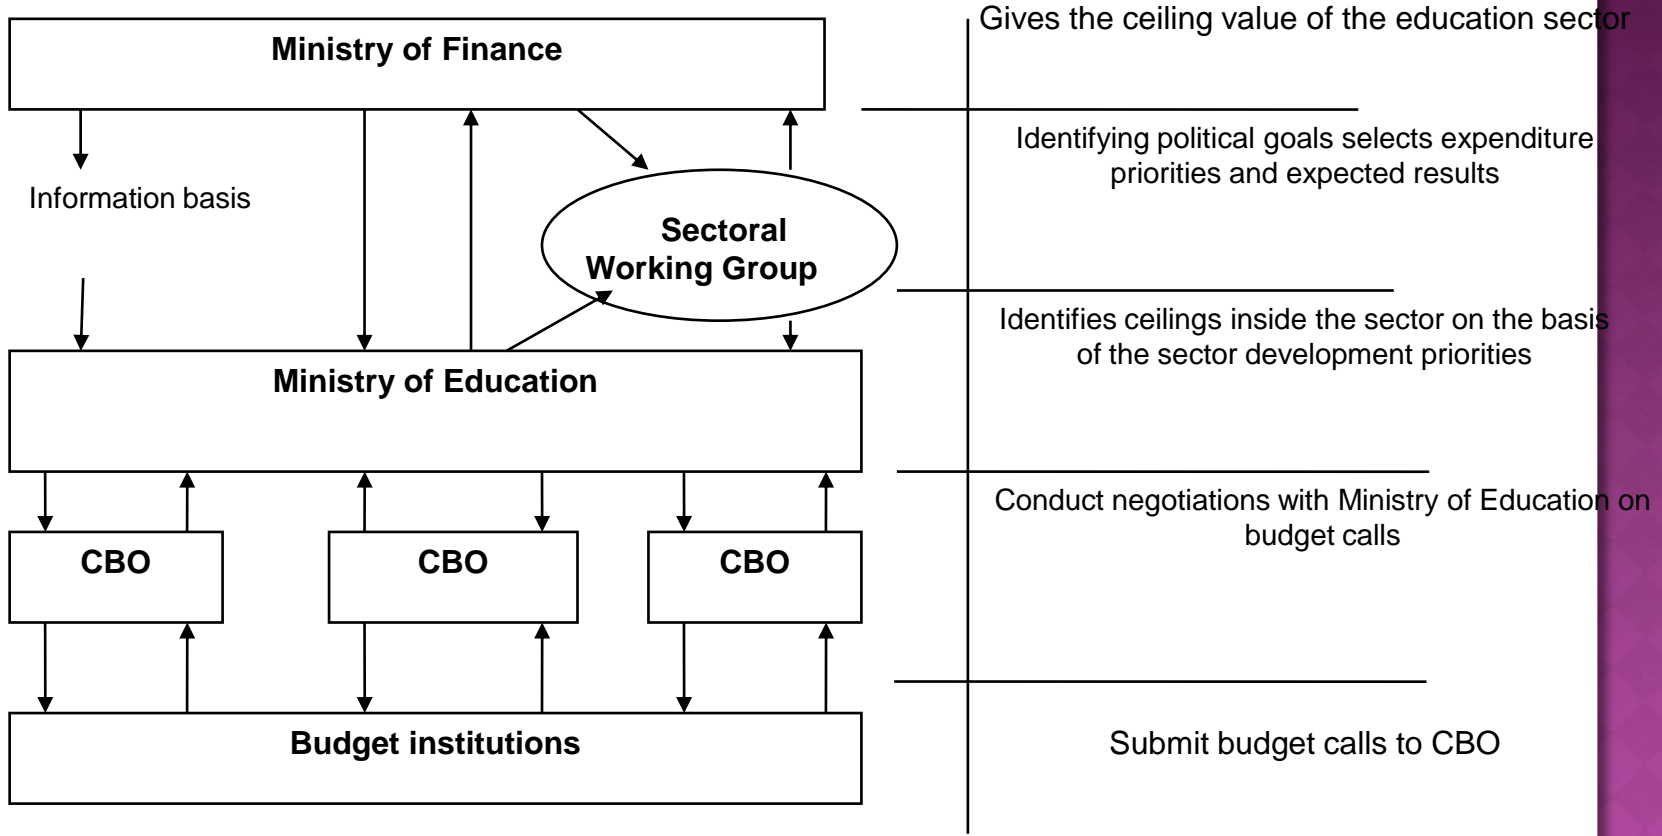 Ministry of Finance
Gives the ceiling value of the education sector
Information basis
Sectoral
Working Group
Identifying political goals selects expenditure
priorities and expected results
Ministry of Education
Identifies ceilings inside the sector on the basis
of the sector development priorities
CBO
CBO
CBO
Conduct negotiations with Ministry of Education on
budget calls
Budget institutions
Submit budget calls to CBO